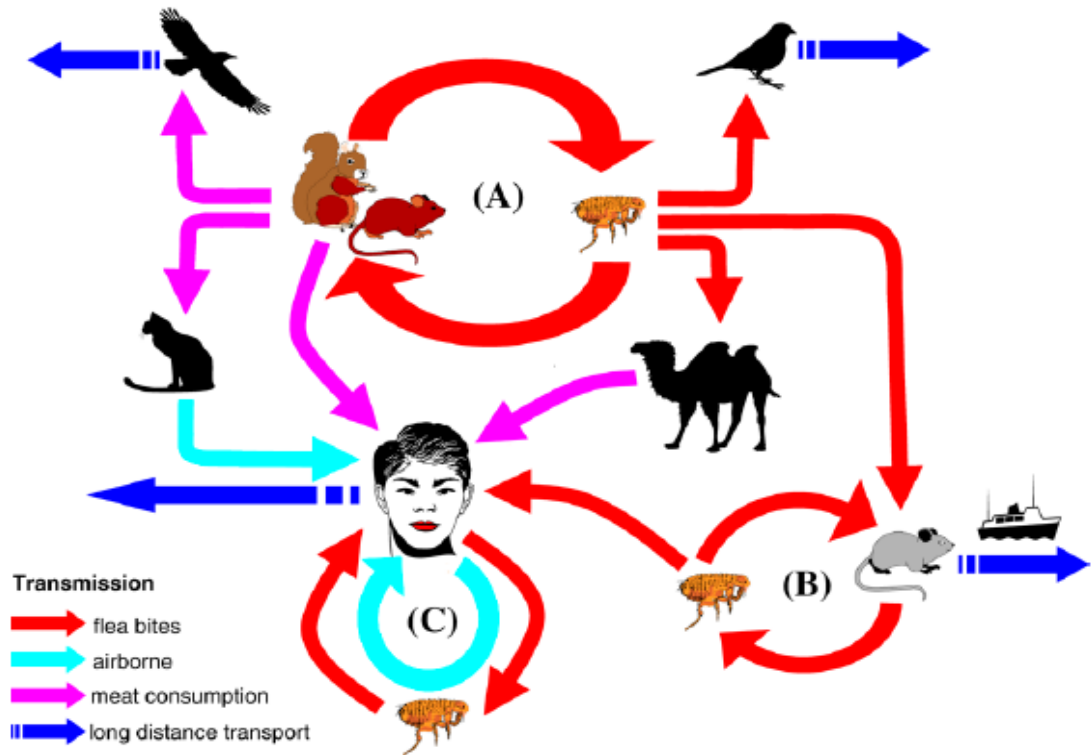 (A)
(B)
(C)
Transmission
flea bites
airborne
meat consumption
long distance transport